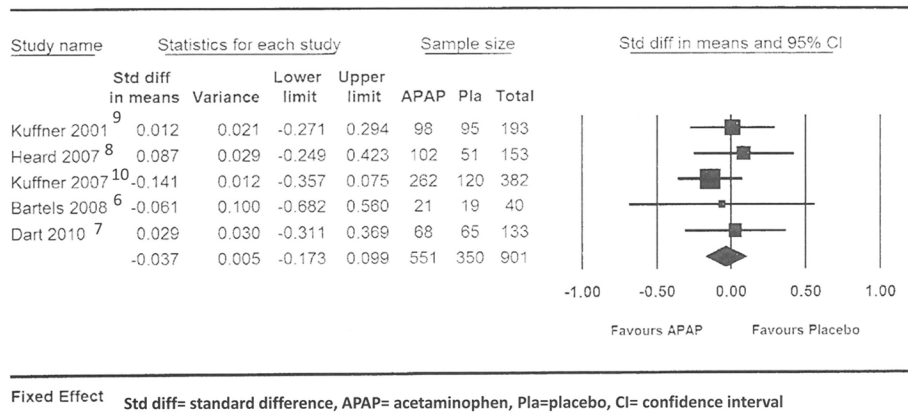 Study name Statistics for each study Sample size Std diff in means and 95% CI
Std diff in means Variance Lower limit Upper limit APAP Pla Total
Kuffner 2001 9 0.012 0.021 -0.271 0.294 98 95 193
Heard 2007 8 0.087 0.029 -0.249 0.423 102 51 153
Kuffner 2007 10 -0.141 0.012 -0.357 0.075 262 120 382
Bartels 2008 6 -0.061 0.100 -0.682 0.560 21 19 40
Dart 2010 7 0.029 0.030 -0.311 0.369 68 65 133
-0.037 0.005 -0.173 0.099 551 350 901
-1.00 -0.50 0.00 0.50 1.00
Favours APAP Favours Placebo
Fixed Effect Std diff= standard difference, APAP= acetaminophen, Pla=placebo, CI= confidence interval